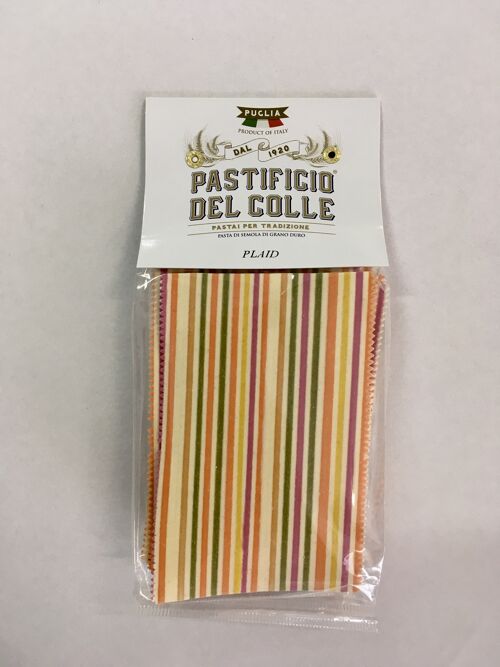 PUGLIA
PRODUCT OF ITALY
DAL 1920
PASTIFICIO®
DEL COLLE
PASTAI PER TRADIZIONE
PASTA DI SEMOLA DI GRANO DURO
PLAID